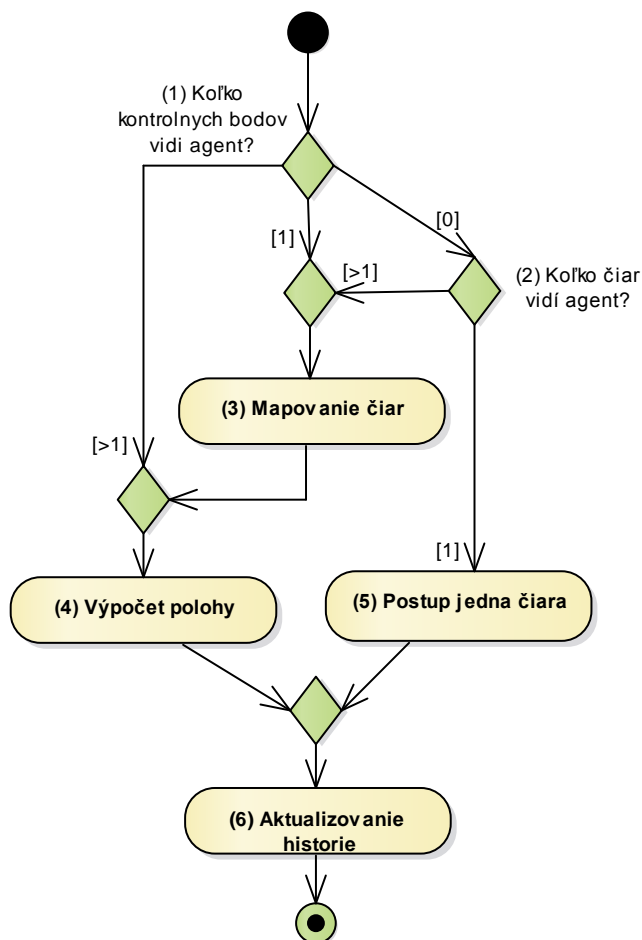 (1) Koľko
kontrolnych bodov
vidi agent?
[0]
[1]
[>1]
(2) Koľko čiar
vidí agent?
(3) Mapovanie čiar
[>1]
[1]
(4) Výpočet polohy
(5) Postup jedna čiara
(6) Aktualizovanie
historie